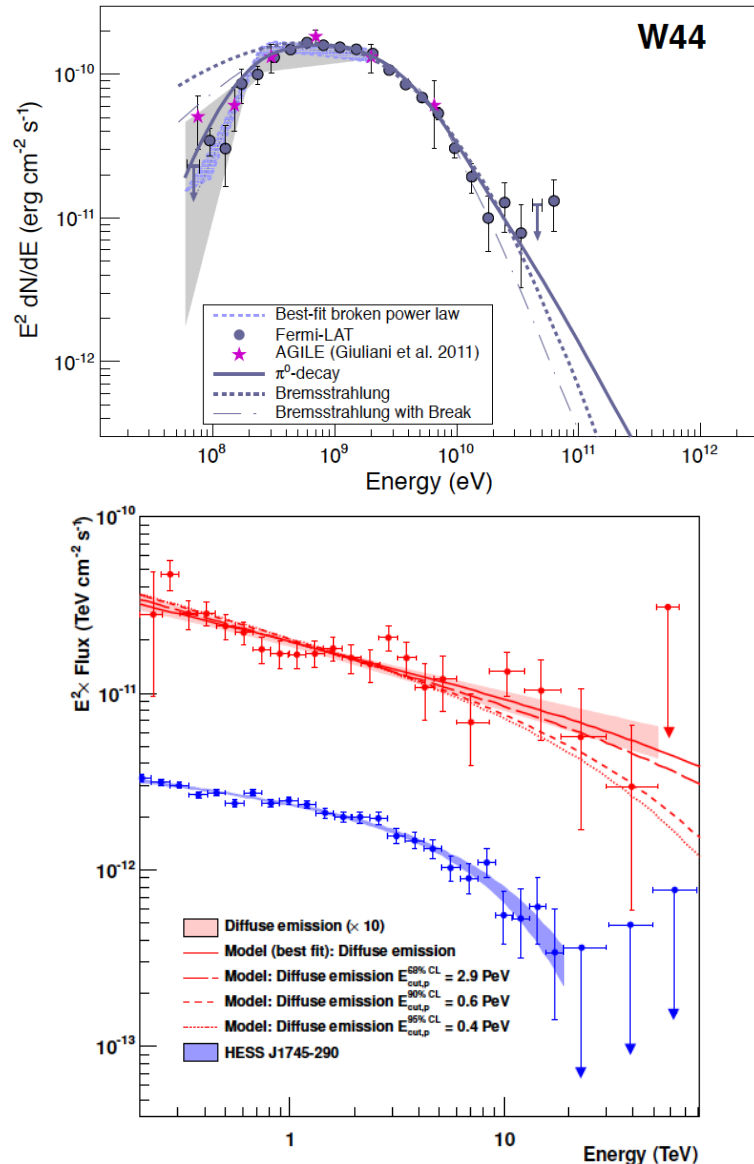 W44
E² dN/dE (erg cm⁻² s⁻¹)
10⁻¹⁰
10⁻¹¹
10⁻¹²
Best-fit broken power law
Fermi-LAT
AGILE (Giuliani et al. 2011)
π⁰-decay
Bremsstrahlung
Bremsstrahlung with Break
10⁸ 10⁹ 10¹⁰ 10¹¹ 10¹²
Energy (eV)
E²× Flux (TeV cm⁻² s⁻¹)
10⁻¹⁰
10⁻¹¹
10⁻¹²
10⁻¹³
Diffuse emission (× 10)
Model (best fit): Diffuse emission
Model: Diffuse emission E^{68% CL}_{cut,p} = 2.9 PeV
Model: Diffuse emission E^{90% CL}_{cut,p} = 0.6 PeV
Model: Diffuse emission E^{95% CL}_{cut,p} = 0.4 PeV
HESS J1745-290
1 10
Energy (TeV)